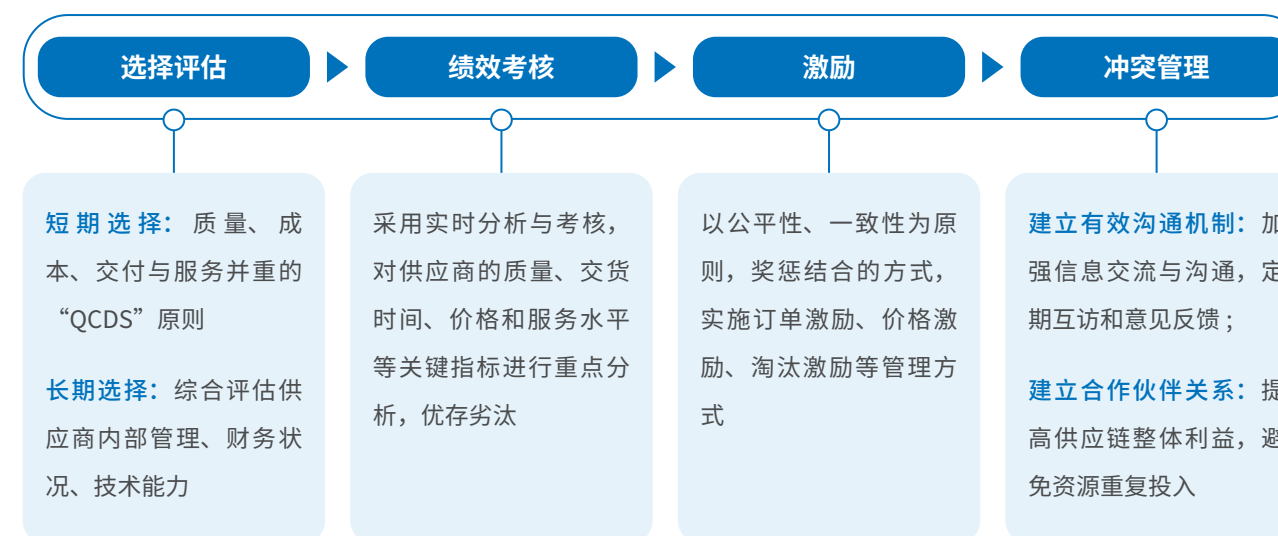 选择评估
绩效考核
激励
冲突管理
短期选择：质量、成
本、交付与服务并重的
“QCDS”原则
长期选择：综合评估供
应商内部管理、财务状
况、技术能力
采用实时分析与考核，
对供应商的质量、交货
时间、价格和服务水平
等关键指标进行重点分
析，优存劣汰
以公平性、一致性为原
则，奖惩结合的方式，
实施订单激励、价格激
励、淘汰激励等管理方
式
建立有效沟通机制：加
强信息交流与沟通，定
期互访和意见反馈；
建立合作伙伴关系：提
高供应链整体利益，避
免资源重复投入